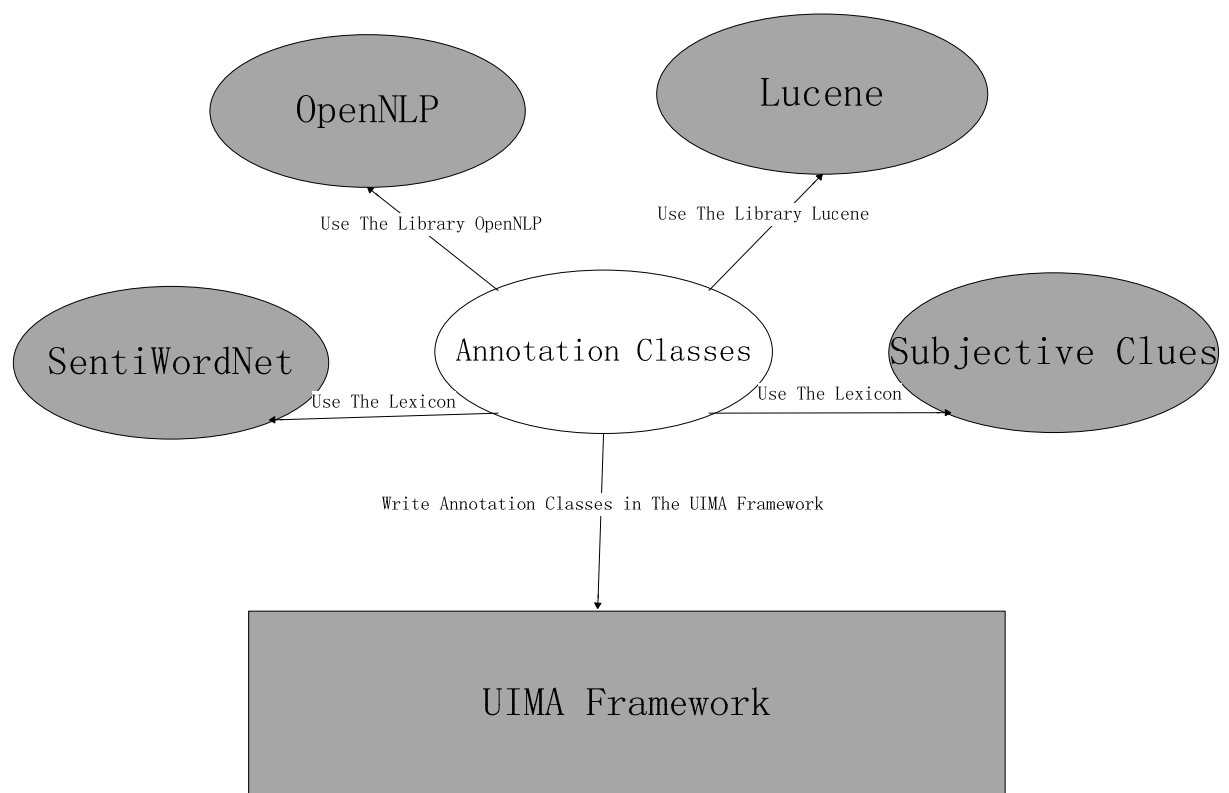 Lucene
OpenNLP
Use The Library Lucene
Use The Library OpenNLP
Annotation Classes
Subjective Clues
SentiWordNet
Use The Lexicon
Use The Lexicon
Write Annotation Classes in The UIMA Framework
UIMA Framework